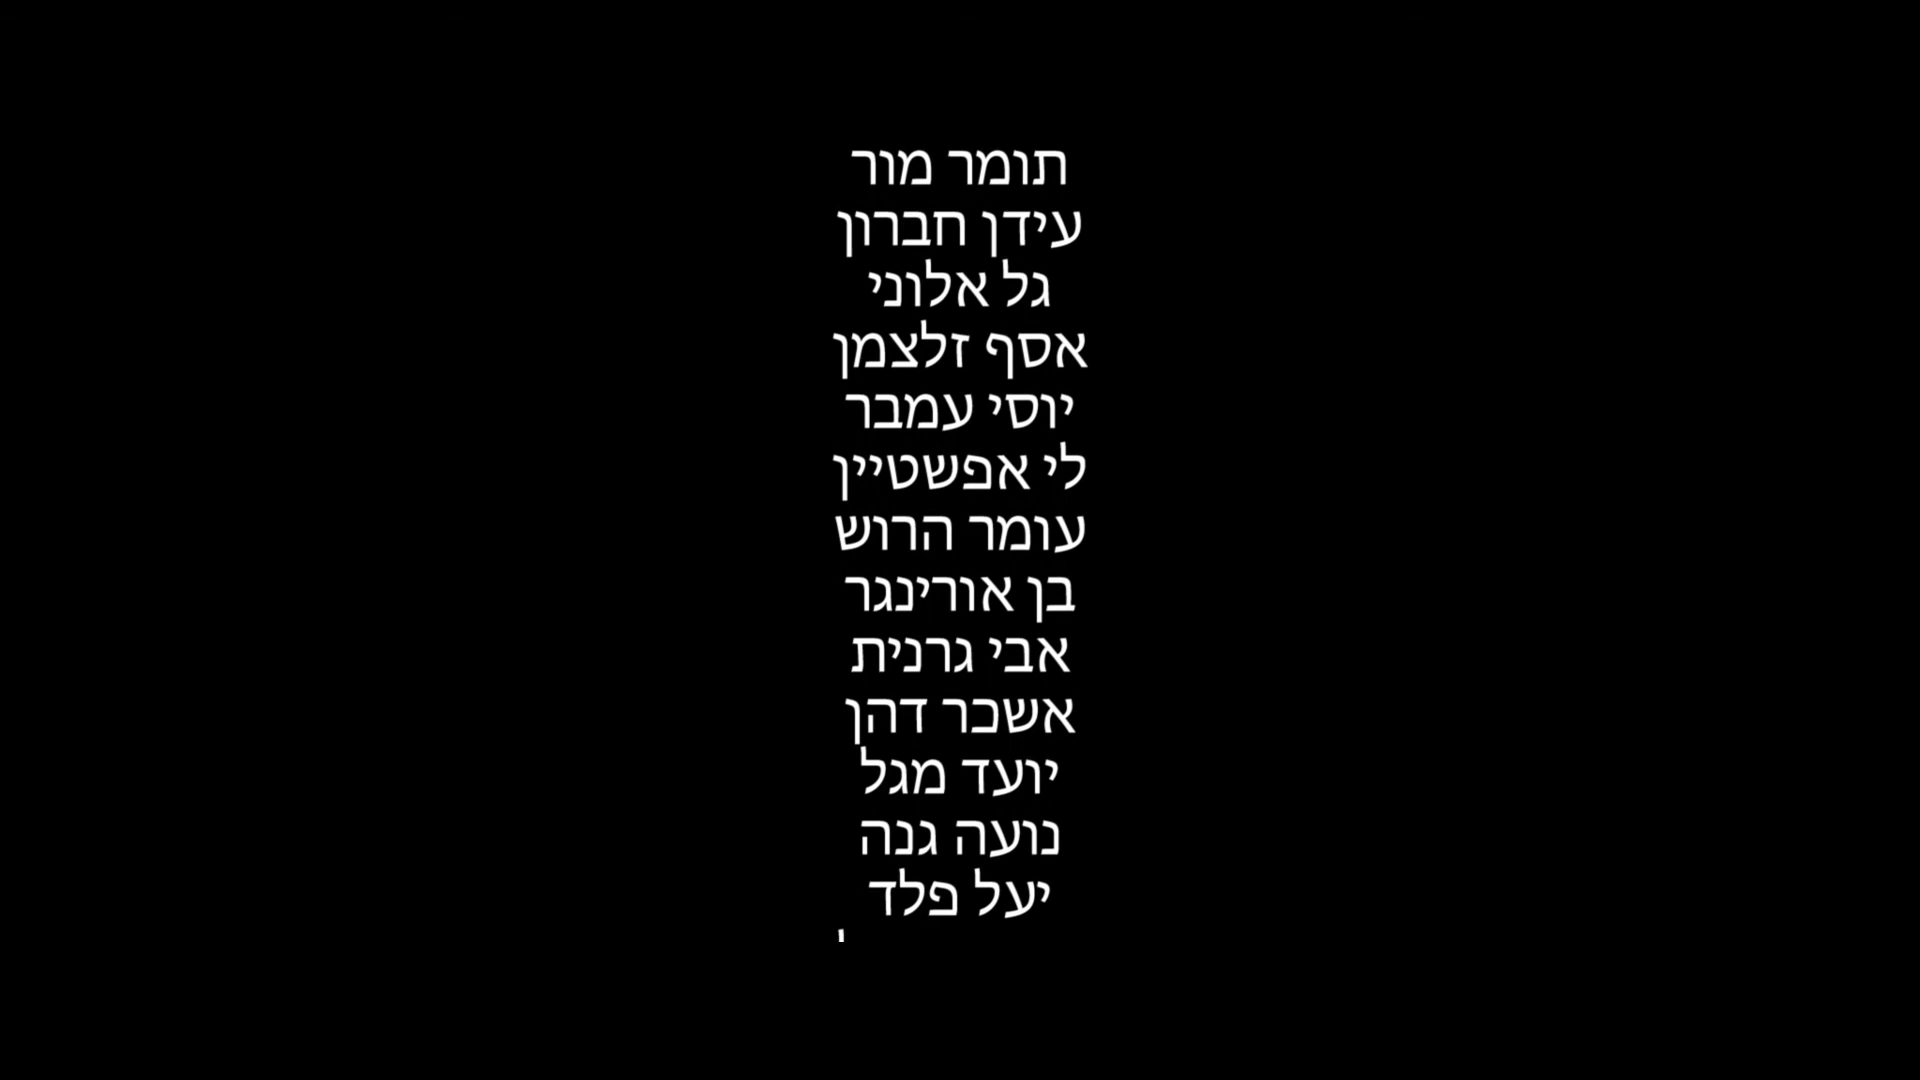 תומר מור
עידן חברון
גל אלוני
אסף זלצמן
יוסי עמבר
לי אפשטיין
עומר הרוש
בן אורינגר
אבי גרנית
אשכר דהן
יועד מגל
נועה גנה
יעל פלד